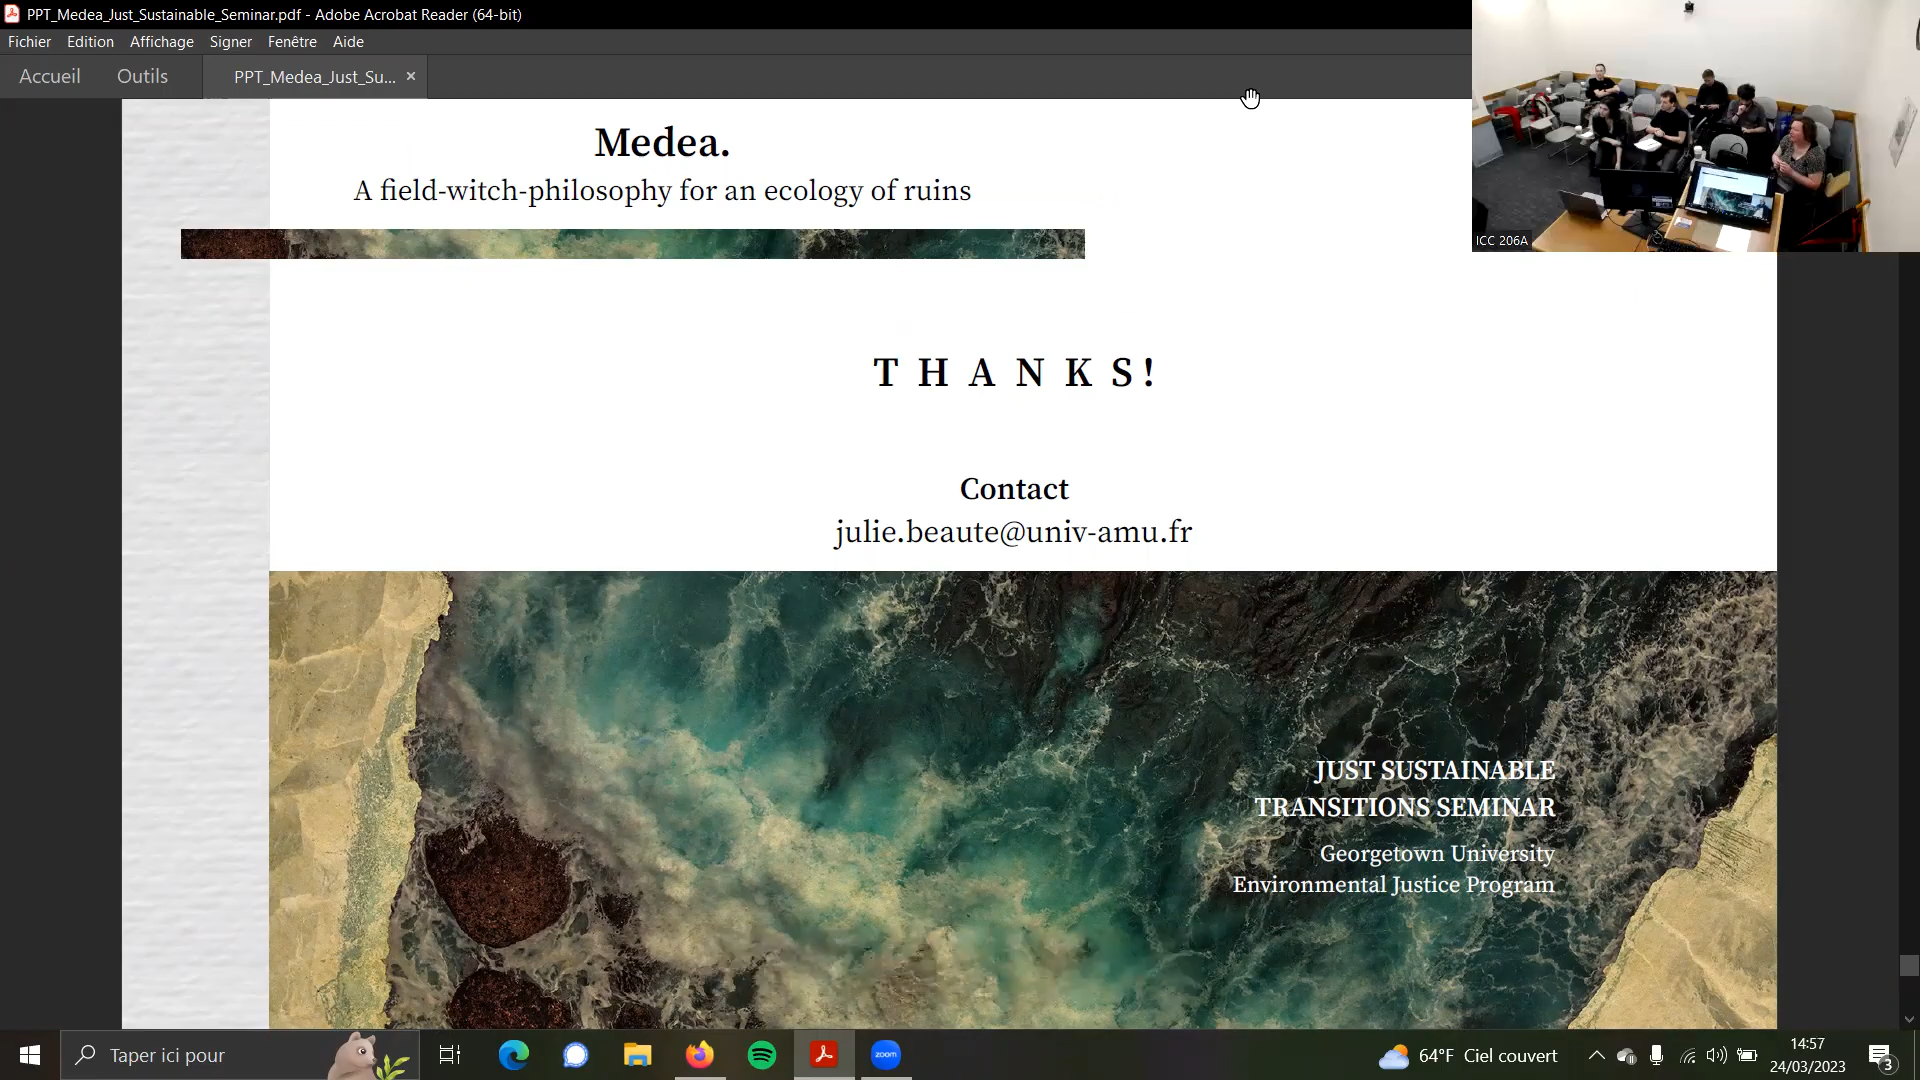 PPT_Medea_Just_Sustainable_Seminar.pdf - Adobe Acrobat Reader (64-bit)
Fichier Edition Affichage Signer Fenêtre Aide
Accueil Outils PPT_Medea_Just_Su... ×
ICC 206A
Medea.
A field-witch-philosophy for an ecology of ruins
THANKS!
Contact
julie.beaute@univ-amu.fr
JUST SUSTAINABLE
TRANSITIONS SEMINAR
Georgetown University
Environmental Justice Program
Taper ici pour
zoom
64°F Ciel couvert
14:57
24/03/2023
3